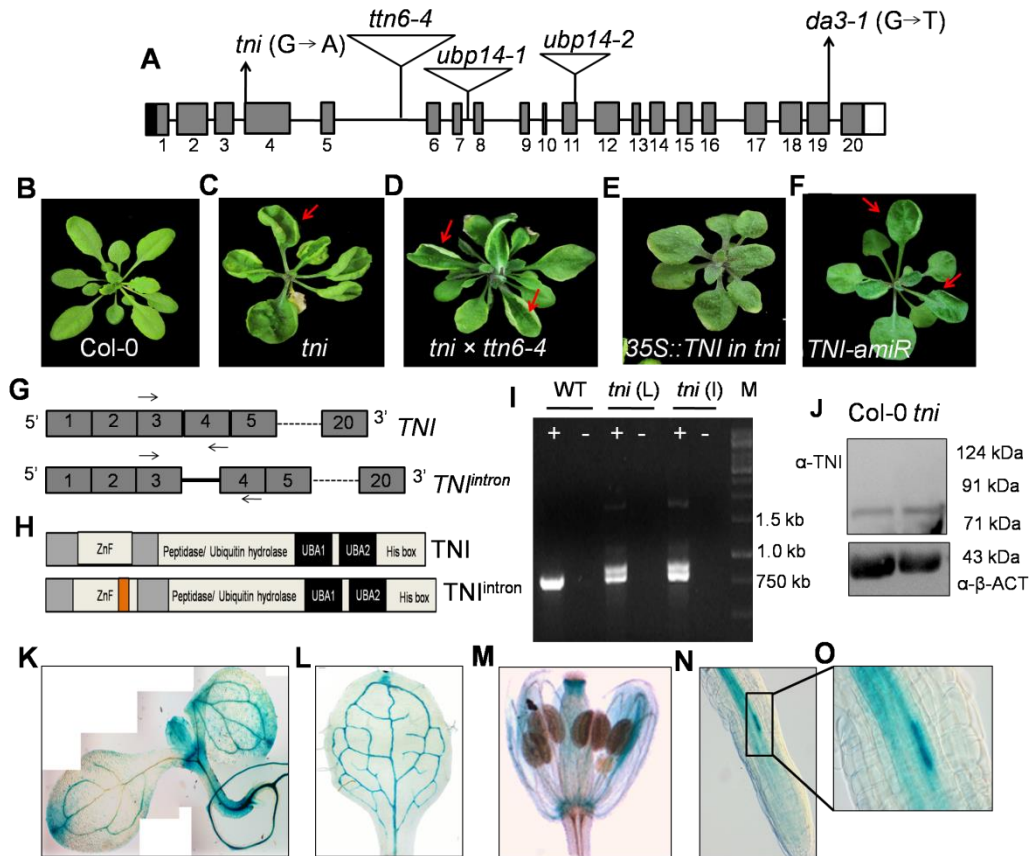 A
tni (G→A)
ttn6-4
ubp14-1
ubp14-2
da3-1 (G→T)
1 2 3 4 5 6 7 8 9 10 11 12 13 14 15 16 17 18 19 20
B
C
D
E
F
Col-0
tni
tni × ttn6-4
35S::TNI in tni
TNI-amiR
G
5' 1 2 3 4 5 20 3' TNI
5' 1 2 3 4 5 20 3' TNIintron
H
ZnF Peptidase/ Ubiquitin hydrolase UBA1 UBA2 His box TNI
ZnF Peptidase/ Ubiquitin hydrolase UBA1 UBA2 His box TNIintron
I
WT tni (L) tni (I) M
+ - + - + -
1.5 kb
1.0 kb
750 kb
J
Col-0 tni
α-TNI
124 kDa
91 kDa
71 kDa
43 kDa
α-β-ACT
K
L
M
N
O